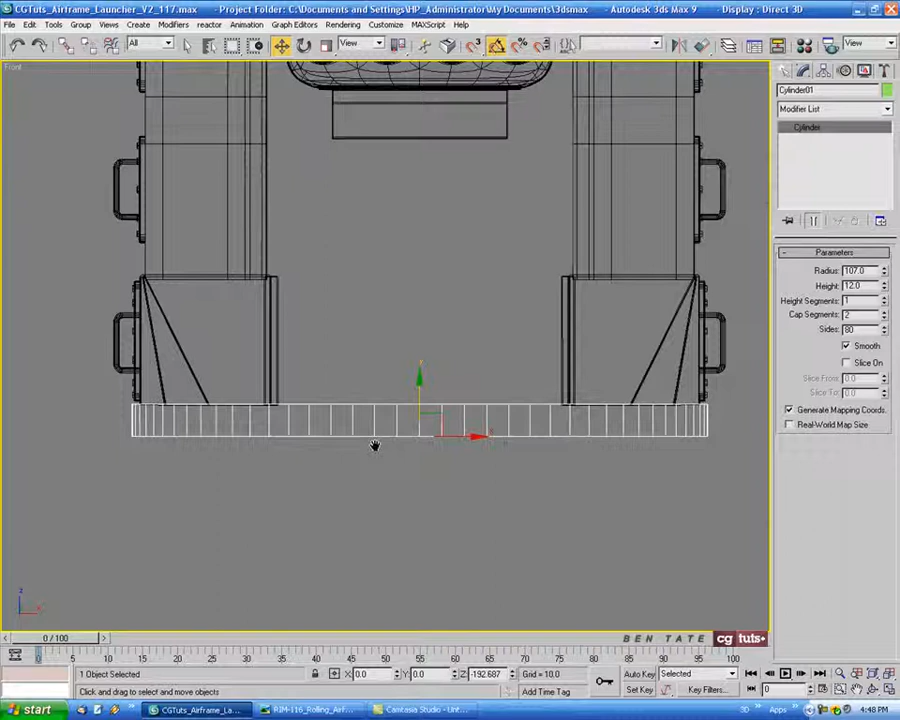 CGTuts_Airframe_Launcher_V2_117.max - Project Folder: C:\Documents and Settings\HP_Administrator\My Documents\3dsmax - Autodesk 3ds Max 9 - Display : Direct 3D
File Edit Tools Group Views Create Modifiers reactor Animation Graph Editors Rendering Customize MAXScript Help
All View View
Front
Cylinder01
Modifier List
Cylinder
Parameters
Radius: 107.0
Height: 12.0
Height Segments: 1
Cap Segments: 2
Sides: 80
Smooth
Slice On
Slice From: 0.0
Slice To: 0.0
Generate Mapping Coords.
Real-World Map Size
BEN TATE cg tuts+
0 / 100
0 5 10 15 20 25 30 35 40 45 50 55 60 65 70 75 80 85 90 95 100
1 Object Selected X: 0.0 Y: 0.0 Z: -192.687 Grid = 10.0 Auto Key Selected
Click and drag to select and move objects Add Time Tag Set Key Key Filters... 0
start CGTuts_Airframe_La... RIM-116_Rolling_Airf... Camtasia Studio - Unt... 3D Apps 4:48 PM